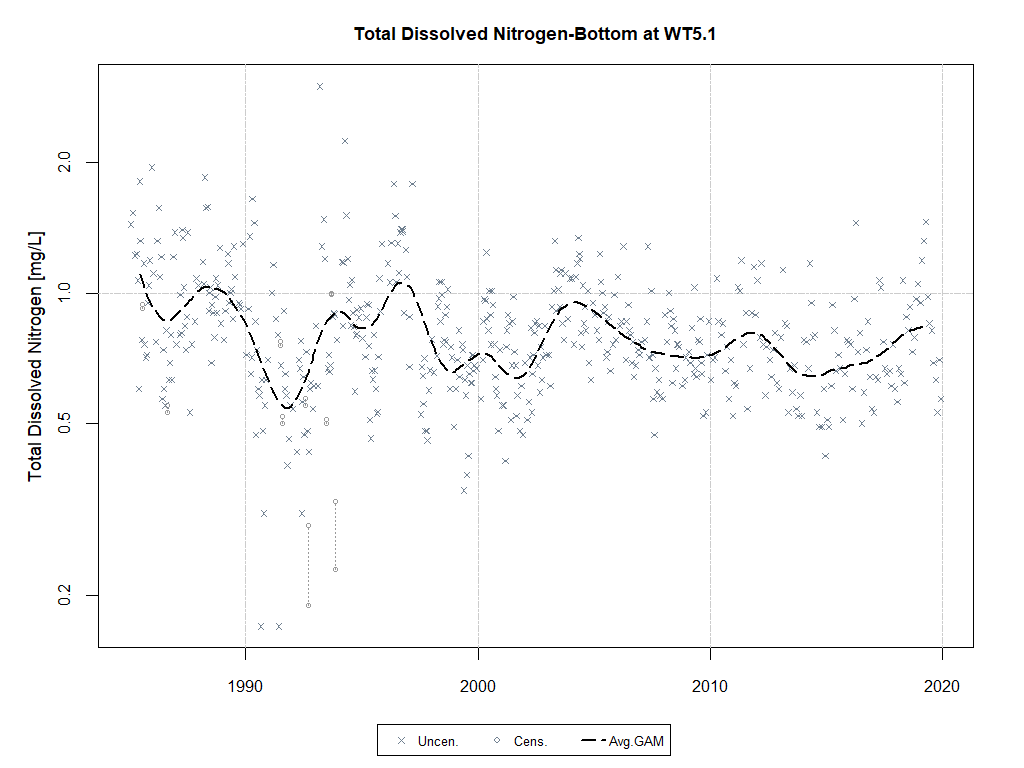 Total Dissolved Nitrogen-Bottom at WT5.1
Total Dissolved Nitrogen [mg/L]
2.0
1.0
0.5
0.2
1990 2000 2010 2020
Uncen. Cens. Avg.GAM